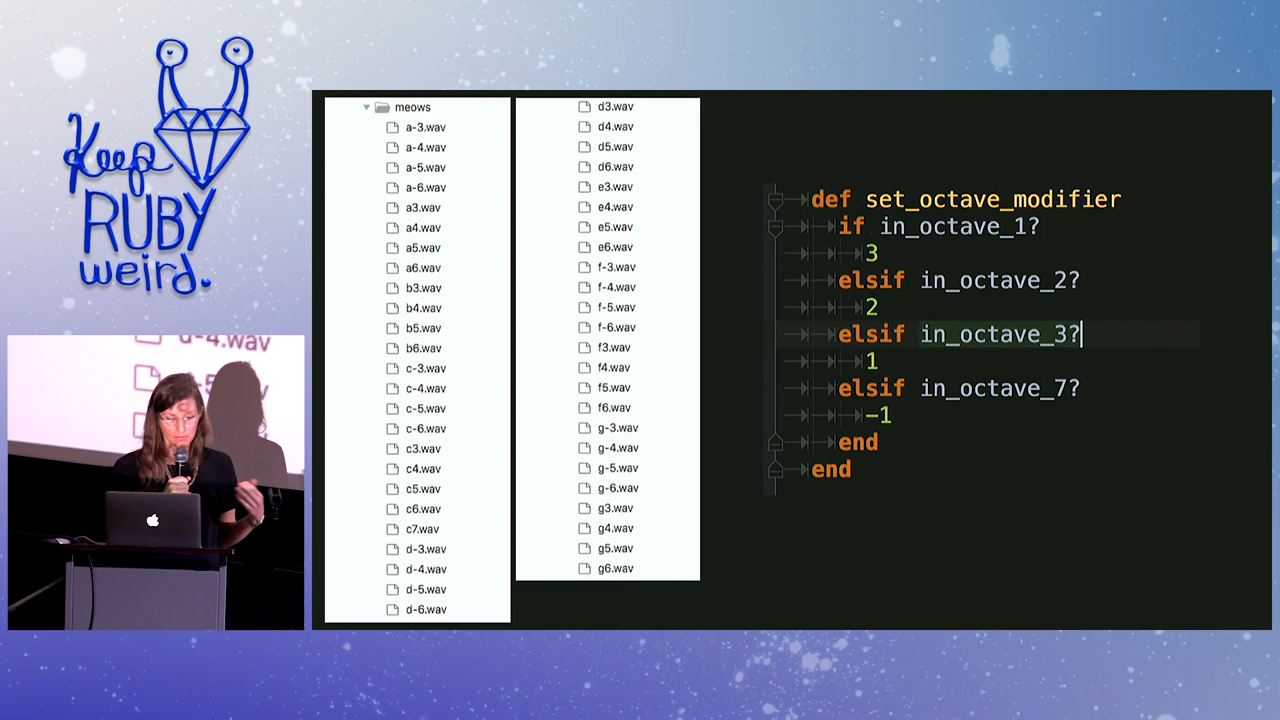 Keep
RUBY
weird.
d-4.wav
meows
a-3.wav
a-4.wav
a-5.wav
a-6.wav
a3.wav
a4.wav
a5.wav
a6.wav
b3.wav
b4.wav
b5.wav
b6.wav
c-3.wav
c-4.wav
c-5.wav
c-6.wav
c3.wav
c4.wav
c5.wav
c6.wav
c7.wav
d-3.wav
d-4.wav
d-5.wav
d-6.wav
d3.wav
d4.wav
d5.wav
d6.wav
e3.wav
e4.wav
e5.wav
e6.wav
f-3.wav
f-4.wav
f-5.wav
f-6.wav
f3.wav
f4.wav
f5.wav
f6.wav
g-3.wav
g-4.wav
g-5.wav
g-6.wav
g3.wav
g4.wav
g5.wav
g6.wav
def set_octave_modifier
if in_octave_1?
3
elsif in_octave_2?
2
elsif in_octave_3?
1
elsif in_octave_7?
-1
end
end